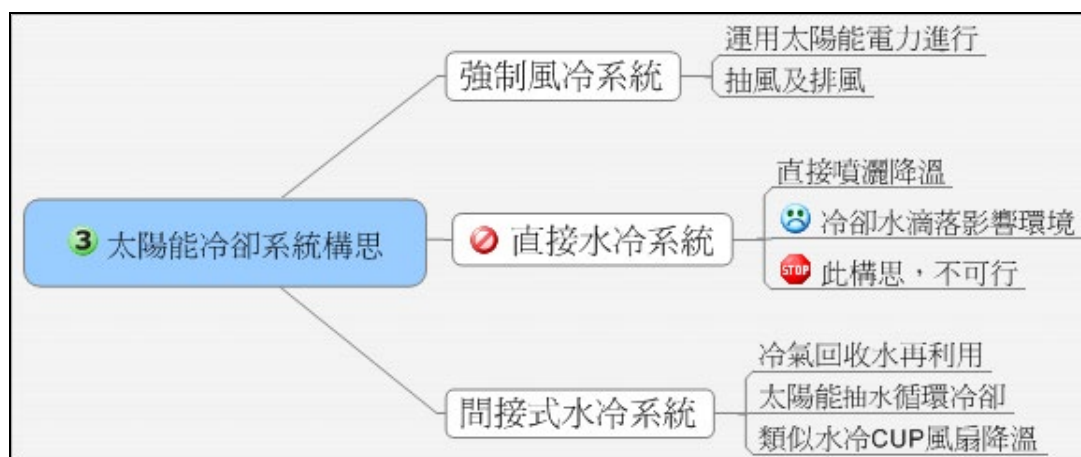 強制風冷系統
運用太陽能電力進行
抽風及排風
3 太陽能冷卻系統構思
直接水冷系統
直接噴灑降溫
冷卻水滴落影響環境
STOP 此構思，不可行
間接式水冷系統
冷氣回收水再利用
太陽能抽水循環冷卻
類似水冷CUP風扇降溫